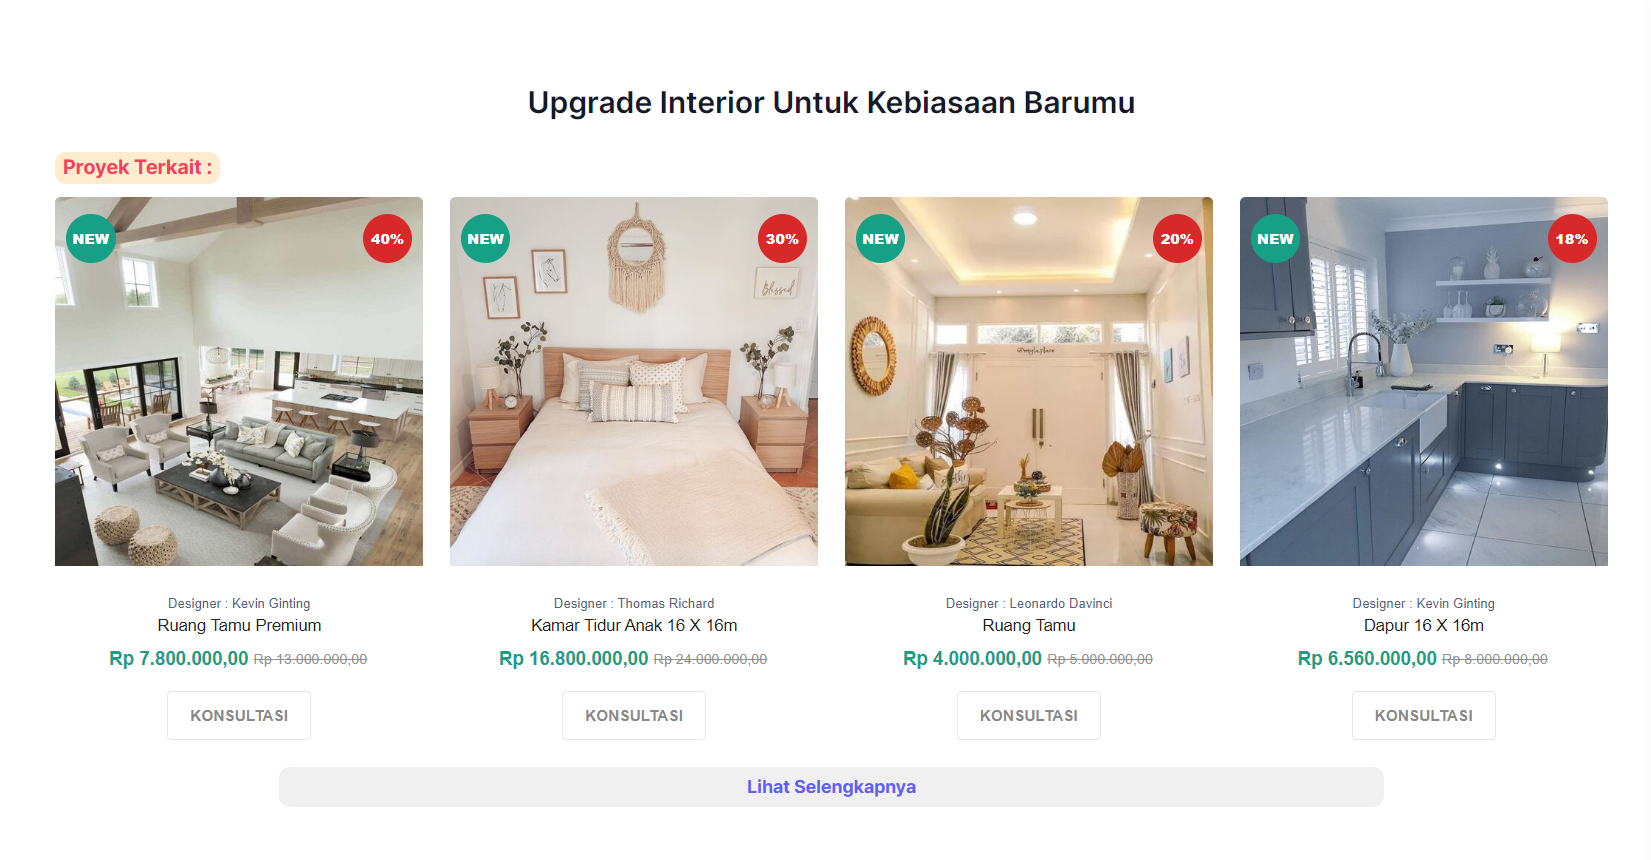 Upgrade Interior Untuk Kebiasaan Barumu
Proyek Terkait :
NEW
40%
Designer : Kevin Ginting
Ruang Tamu Premium
Rp 7.800.000,00 Rp 13.000.000,00
KONSULTASI
NEW
30%
Blessed
Designer : Thomas Richard
Kamar Tidur Anak 16 X 16m
Rp 16.800.000,00 Rp 24.000.000,00
KONSULTASI
NEW
20%
Designer : Leonardo Davinci
Ruang Tamu
Rp 4.000.000,00 Rp 5.000.000,00
KONSULTASI
NEW
18%
Designer : Kevin Ginting
Dapur 16 X 16m
Rp 6.560.000,00 Rp 8.000.000,00
KONSULTASI
Lihat Selengkapnya